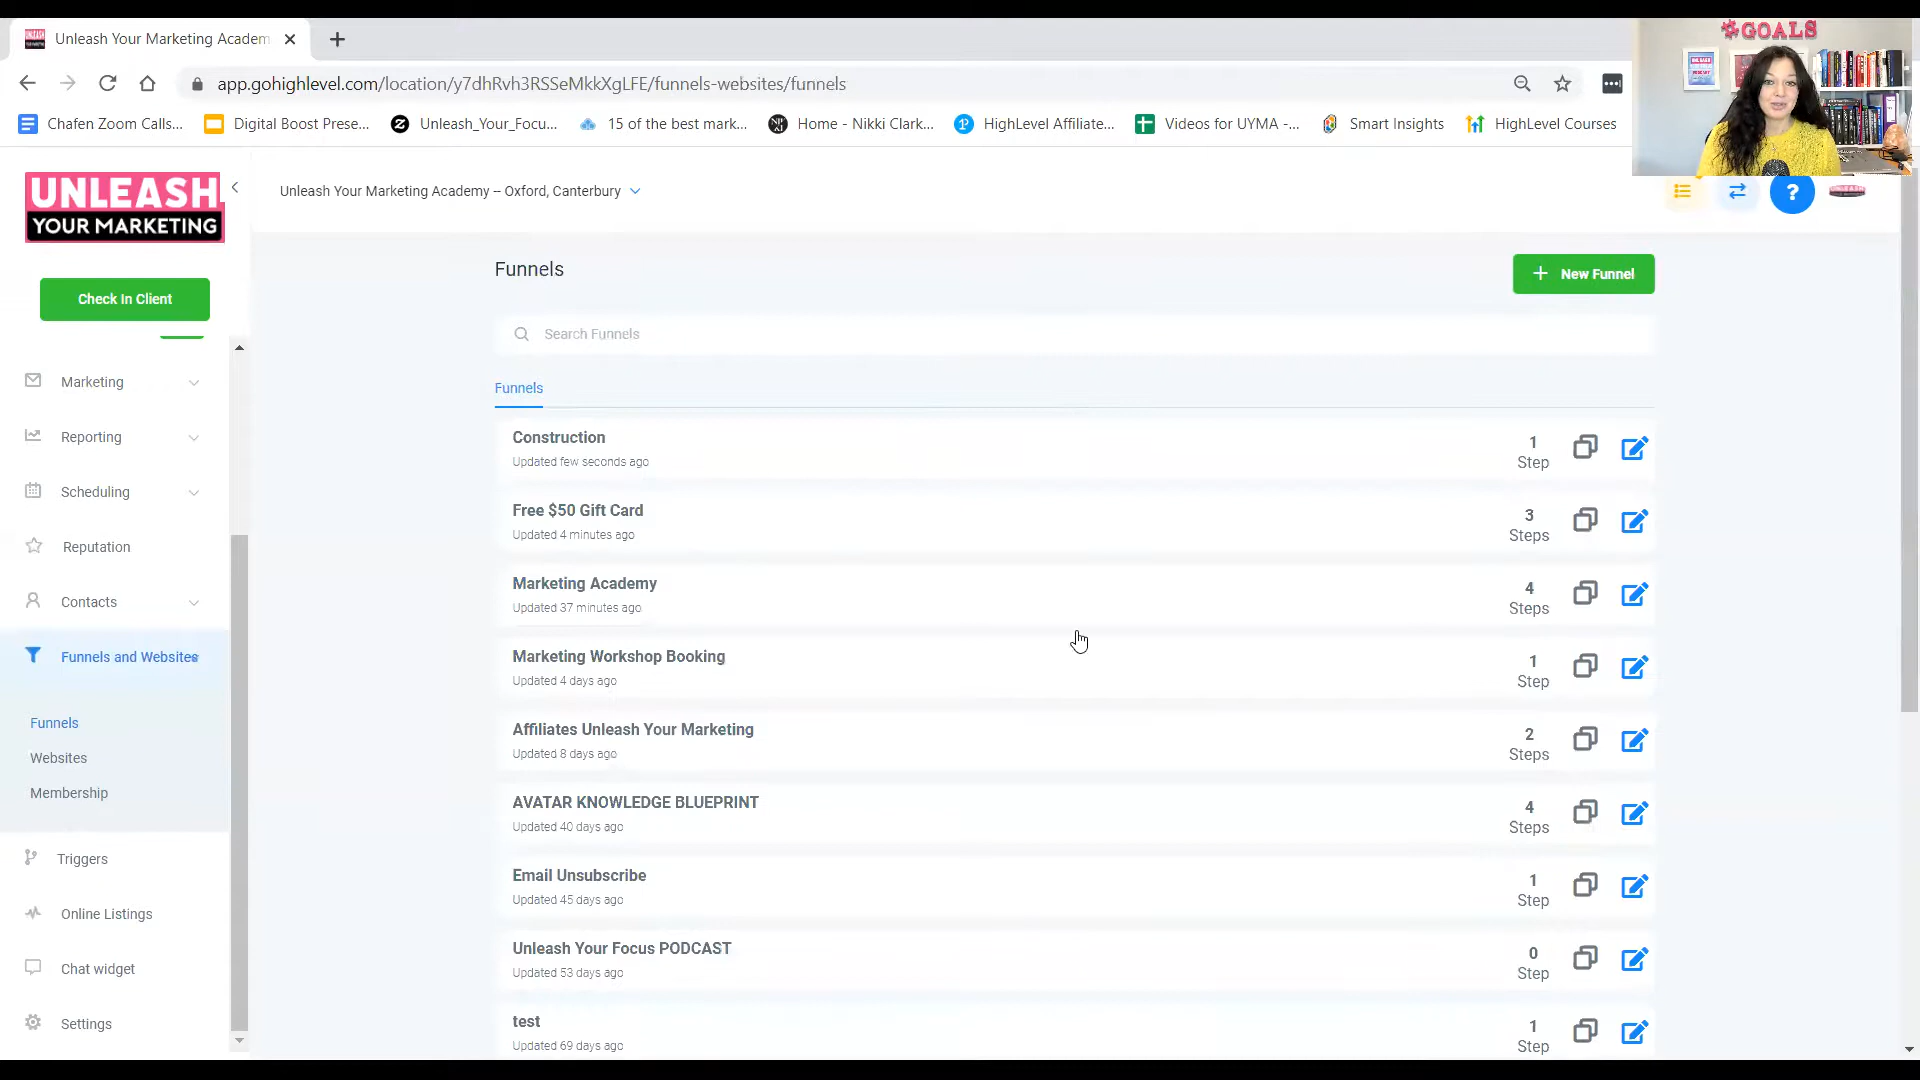 Unleash Your Marketing Academ
app.gohighlevel.com/location/y7dhRvh3RSSeMkkXgLFE/funnels-websites/funnels
Chafen Zoom Calls...
Digital Boost Prese...
Unleash_Your_Focu...
15 of the best mark...
Home - Nikki Clark...
HighLevel Affiliate...
Videos for UYMA -...
Smart Insights
HighLevel Courses
GOALS
UNLEASH
YOUR MARKETING
Unleash Your Marketing Academy -- Oxford, Canterbury
?
Check In Client
Marketing
Reporting
Scheduling
Reputation
Contacts
Funnels and Websites
Funnels
Websites
Membership
Triggers
Online Listings
Chat widget
Settings
Funnels
+ New Funnel
Search Funnels
Funnels
Construction
Updated few seconds ago
1
Step
Free $50 Gift Card
Updated 4 minutes ago
3
Steps
Marketing Academy
Updated 37 minutes ago
4
Steps
Marketing Workshop Booking
Updated 4 days ago
1
Step
Affiliates Unleash Your Marketing
Updated 8 days ago
2
Steps
AVATAR KNOWLEDGE BLUEPRINT
Updated 40 days ago
4
Steps
Email Unsubscribe
Updated 45 days ago
1
Step
Unleash Your Focus PODCAST
Updated 53 days ago
0
Step
test
Updated 69 days ago
1
Step